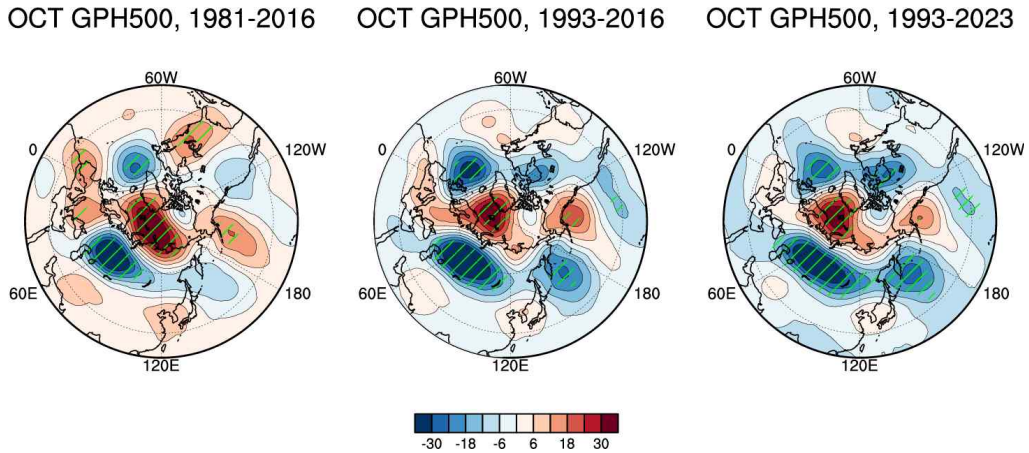 OCT GPH500, 1981-2016 OCT GPH500, 1993-2016 OCT GPH500, 1993-2023
60W 60W 60W
0 120W 0 120W 0 120W
60E 180 60E 180 60E 180
120E 120E 120E
-30 -18 -6 6 18 30